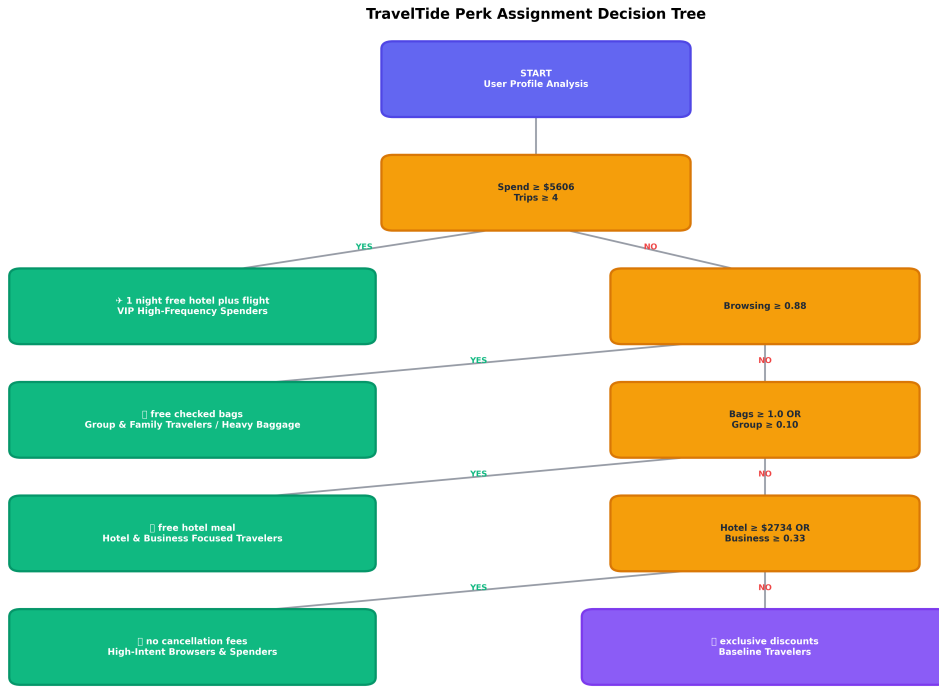 TravelTide Perk Assignment Decision Tree
START
User Profile Analysis
Spend ≥ $5606
Trips ≥ 4
YES
NO
✈ 1 night free hotel plus flight
VIP High-Frequency Spenders
Browsing ≥ 0.88
YES
NO
free checked bags
Group & Family Travelers / Heavy Baggage
Bags ≥ 1.0 OR
Group ≥ 0.10
YES
NO
free hotel meal
Hotel & Business Focused Travelers
Hotel ≥ $2734 OR
Business ≥ 0.33
YES
NO
no cancellation fees
High-Intent Browsers & Spenders
exclusive discounts
Baseline Travelers